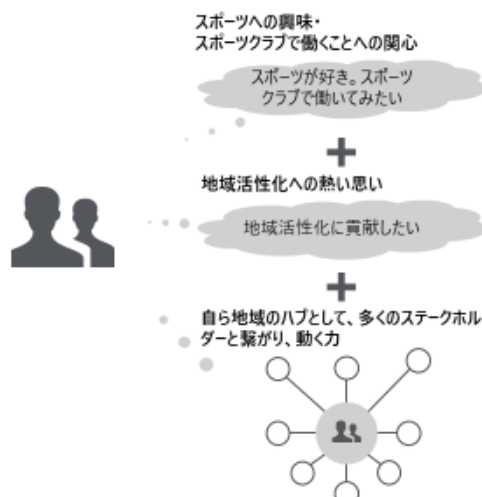 スポーツへの興味・
スポーツクラブで働くことへの関心
スポーツが好き。スポーツ
クラブで働いてみたい
+
地域活性化への熱い思い
地域活性化に貢献したい
+
自ら地域のハブとして、多くのステークホル
ダーと繋がり、動く力